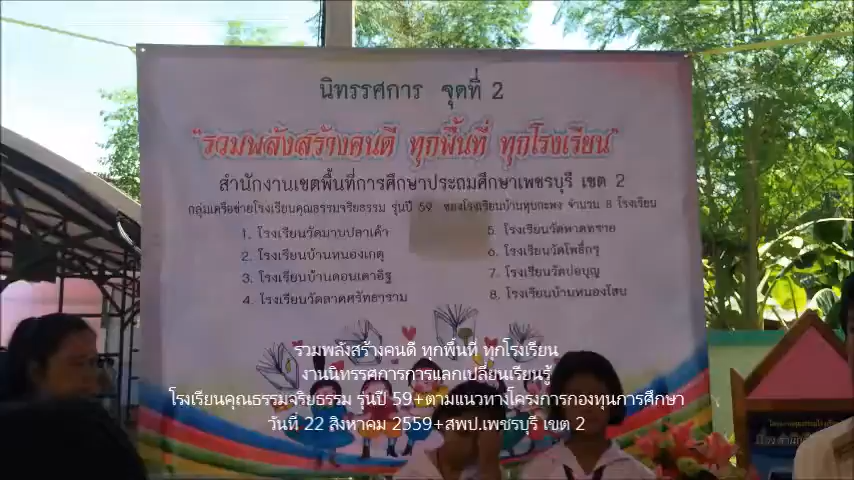 นิทรรศการ จุดที่ 2
"รวมพลังสร้างคนดี ทุกพื้นที่ ทุกโรงเรียน"
สำนักงานเขตพื้นที่การศึกษาประถมศึกษาเพชรบุรี เขต 2
กลุ่มเครือข่ายโรงเรียนคุณธรรมจริยธรรม รุ่นปี 59 ของโรงเรียนบ้านหุบกะพง จำนวน 8 โรงเรียน
1. โรงเรียนวัดมาบปลาเค้า
2. โรงเรียนบ้านหนองเกตุ
3. โรงเรียนบ้านดอนเตาอิฐ
4. โรงเรียนวัดลาดศรัทธาราม
5. โรงเรียนวัดหาดทราย
6. โรงเรียนวัดโพธิ์กรุ
7. โรงเรียนวัดบ่อบุญ
8. โรงเรียนบ้านหนองโสน
รวมพลังสร้างคนดี ทุกพื้นที่ ทุกโรงเรียน
งานนิทรรศการการแลกเปลี่ยนเรียนรู้
โรงเรียนคุณธรรมจริยธรรม รุ่นปี 59+ตามแนวทางโครงการกองทุนการศึกษา
วันที่ 22 สิงหาคม 2559+สพป.เพชรบุรี เขต 2